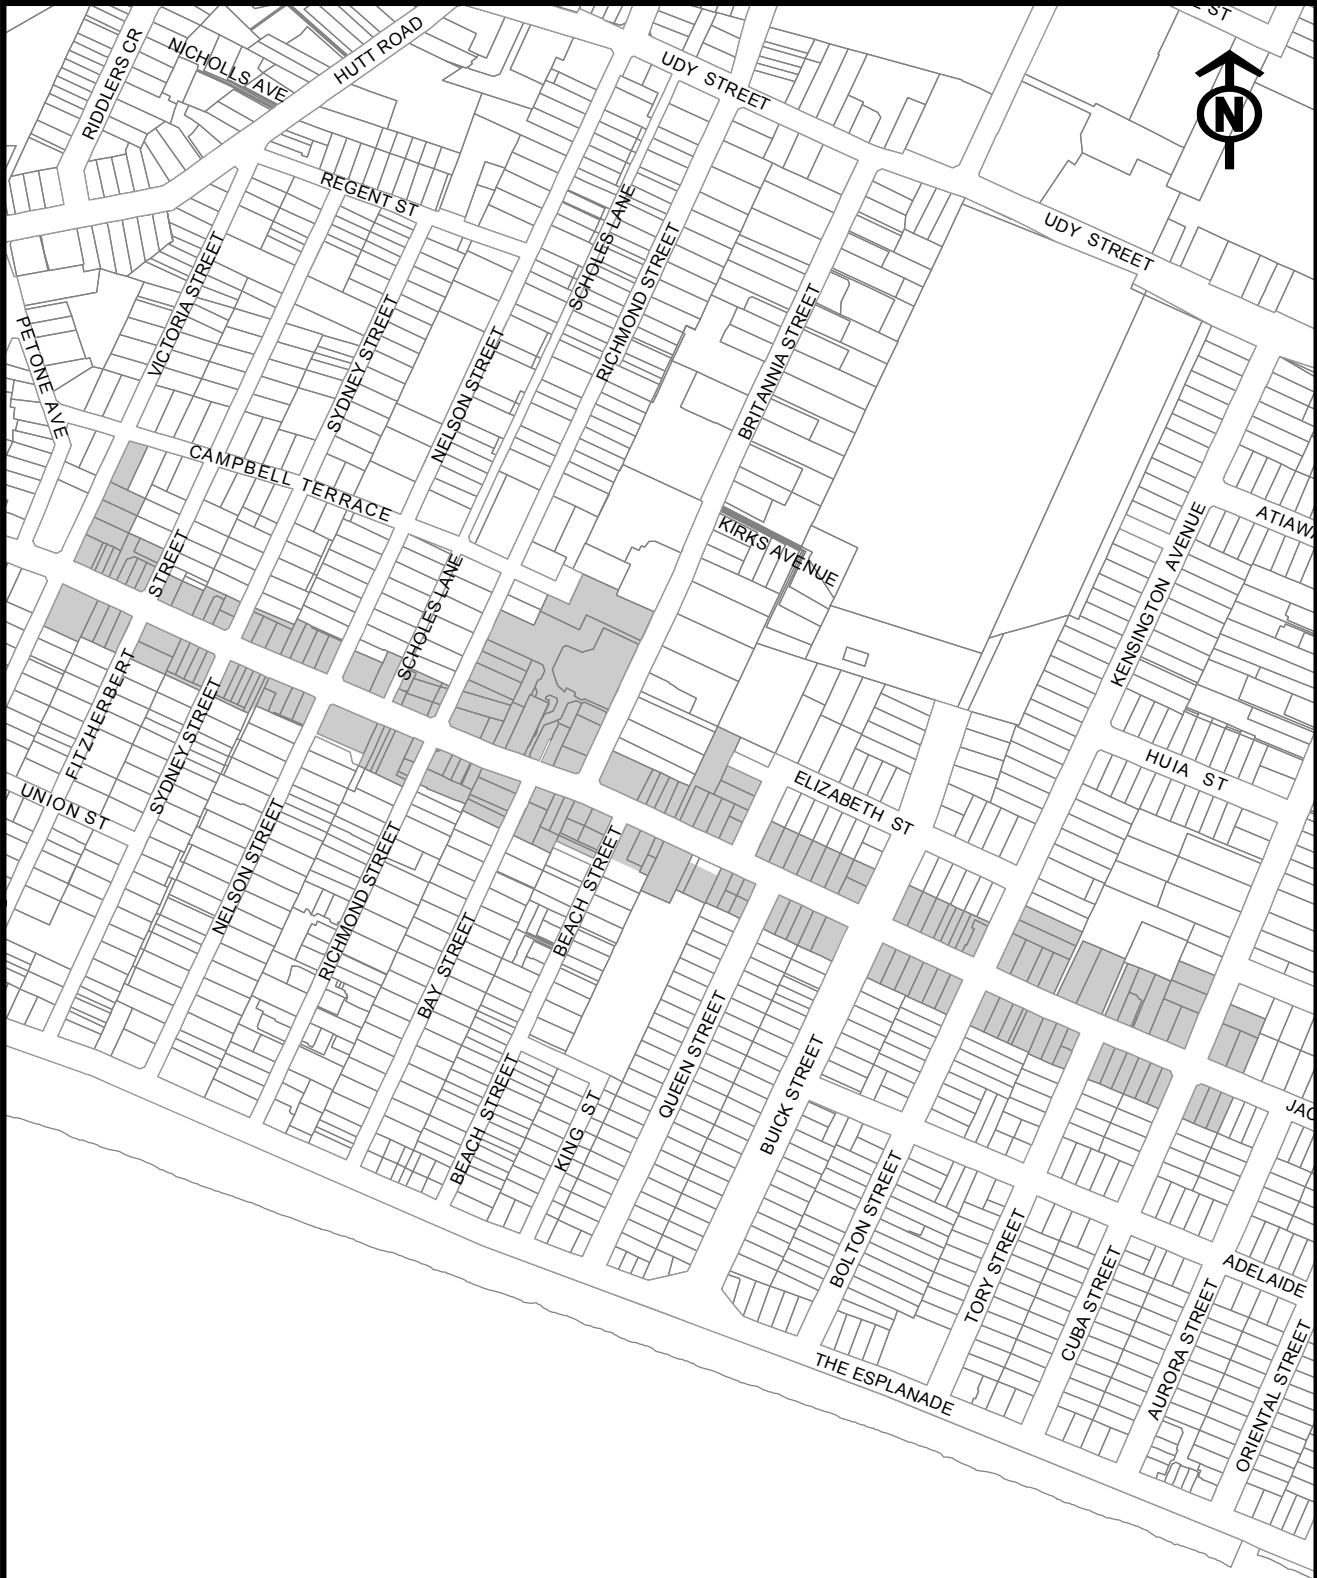 E ST
RIDDLERS CR
NICHOLLS AVE
HUTT ROAD
UDY STREET
N
REGENT ST
SCHOLES LANE
UDY STREET
VICTORIA STREET
RICHMOND STREET
SYDNEY STREET
NELSON STREET
BRITANNIA STREET
PETONE AVE
CAMPBELL TERRACE
KENSINGTON AVENUE
ATIAWA
KIRKS AVENUE
STREET
SCHOLES LANE
FITZHERBERT
SYDNEY STREET
HUIA ST
ELIZABETH ST
UNION ST
NELSON STREET
RICHMOND STREET
BEACH STREET
BAY STREET
QUEEN STREET
BUICK STREET
BEACH STREET
KING ST
JAC
BOLTON STREET
TORY STREET
CUBA STREET
ADELAIDE
AURORA STREET
ORIENTAL STREET
THE ESPLANADE